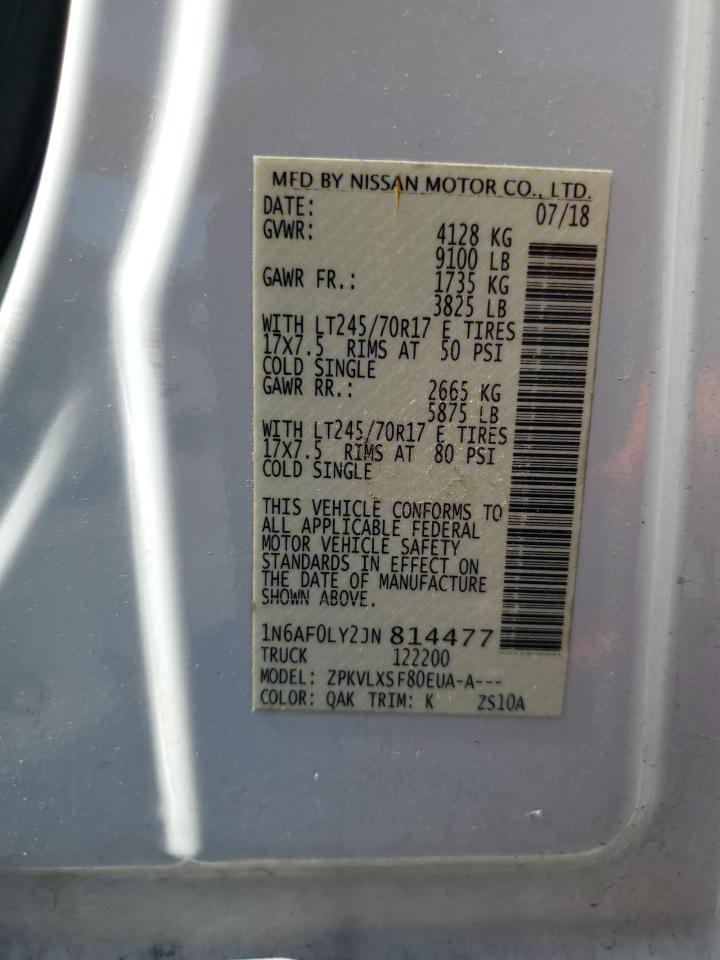 MFD BY NISSAN MOTOR CO., LTD.
DATE: 07/18
GVWR: 4128 KG
9100 LB
GAWR FR.: 1735 KG
3825 LB
WITH LT245/70R17 E TIRES
17X7.5 RIMS AT 50 PSI
COLD SINGLE
GAWR RR.: 2665 KG
5875 LB
WITH LT245/70R17 E TIRES
17X7.5 RIMS AT 80 PSI
COLD SINGLE
THIS VEHICLE CONFORMS TO
ALL APPLICABLE FEDERAL
MOTOR VEHICLE SAFETY
STANDARDS IN EFFECT ON
THE DATE OF MANUFACTURE
SHOWN ABOVE.
1N6AF0LY2JN 814477
TRUCK 122200
MODEL: ZPKVLXSF80EUA-A---
COLOR: QAK TRIM: K ZS10A